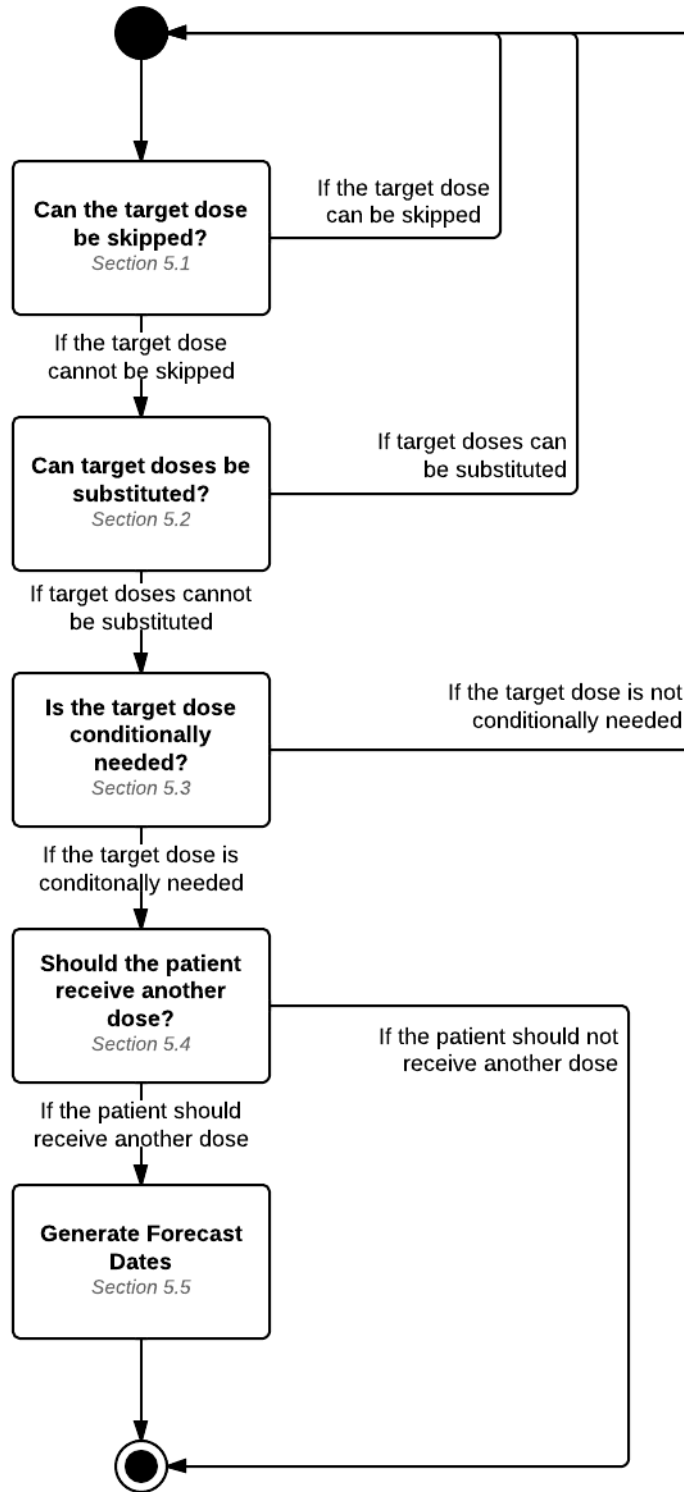 Can the target dose
be skipped?
Section 5.1
If the target dose
can be skipped
If the target dose
cannot be skipped
Can target doses be
substituted?
Section 5.2
If target doses can
be substituted
If target doses cannot
be substituted
Is the target dose
conditionally
needed?
Section 5.3
If the target dose is not
conditionally needed
If the target dose is
conditonally needed
Should the patient
receive another
dose?
Section 5.4
If the patient should not
receive another dose
If the patient should
receive another dose
Generate Forecast
Dates
Section 5.5